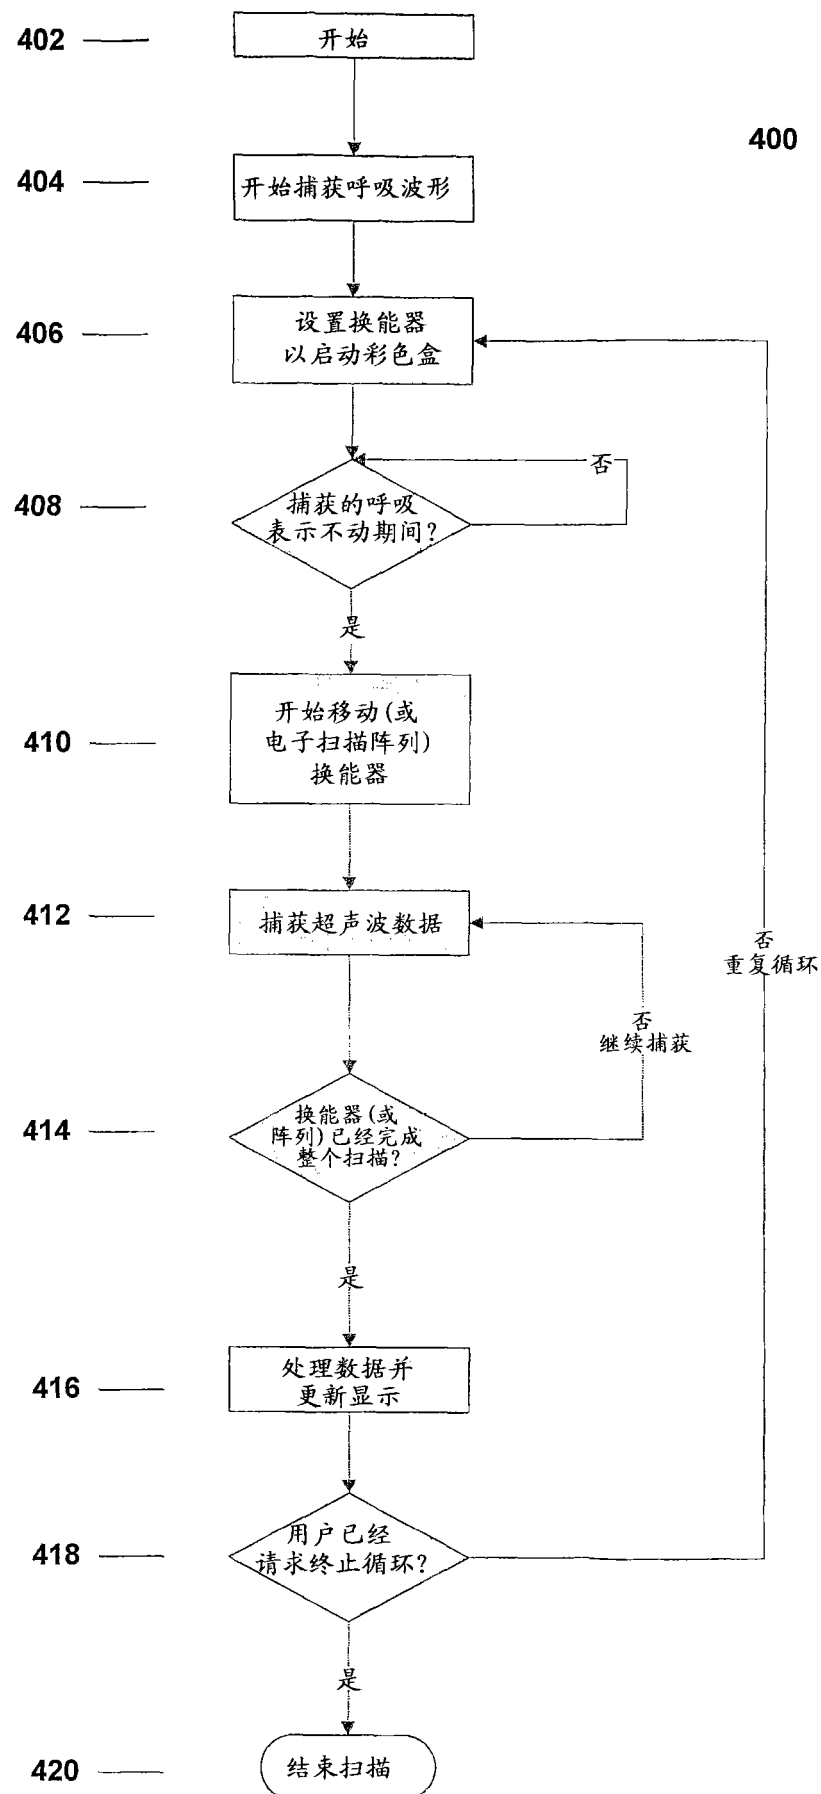 402
开始
400
404
开始捕获呼吸波形
406
设置换能器
以启动彩色盒
否
408
捕获的呼吸
表示不动期间?
是
410
开始移动(或
电子扫描阵列)
换能器
412
捕获超声波数据
否
重复循环
否
继续捕获
414
换能器(或
阵列)已经完成
整个扫描?
是
416
处理数据并
更新显示
418
用户已经
请求终止循环?
是
420
结束扫描